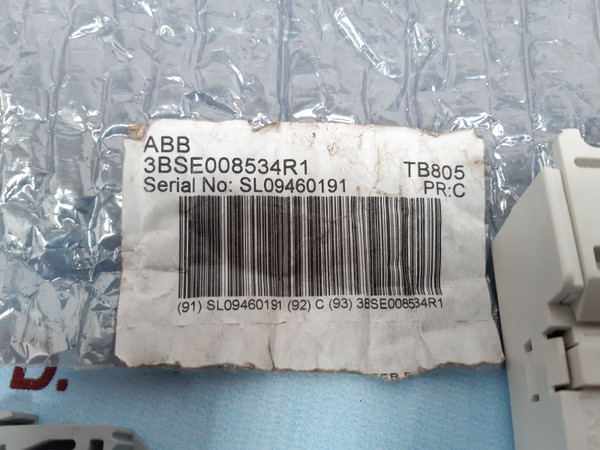 ABB
3BSE008534R1 TB805
Serial No: SL09460191 PR:C
(91) SL09460191 (92) C (93) 3BSE008534R1
D.